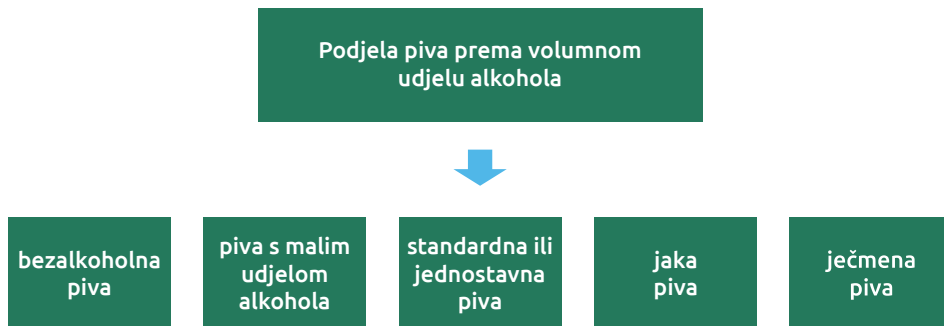 Podjela piva prema volumnom
udjelu alkohola
bezalkoholna
piva
piva s malim
udjelom
alkohola
standardna ili
jednostavna
piva
jaka
piva
ječmena
piva